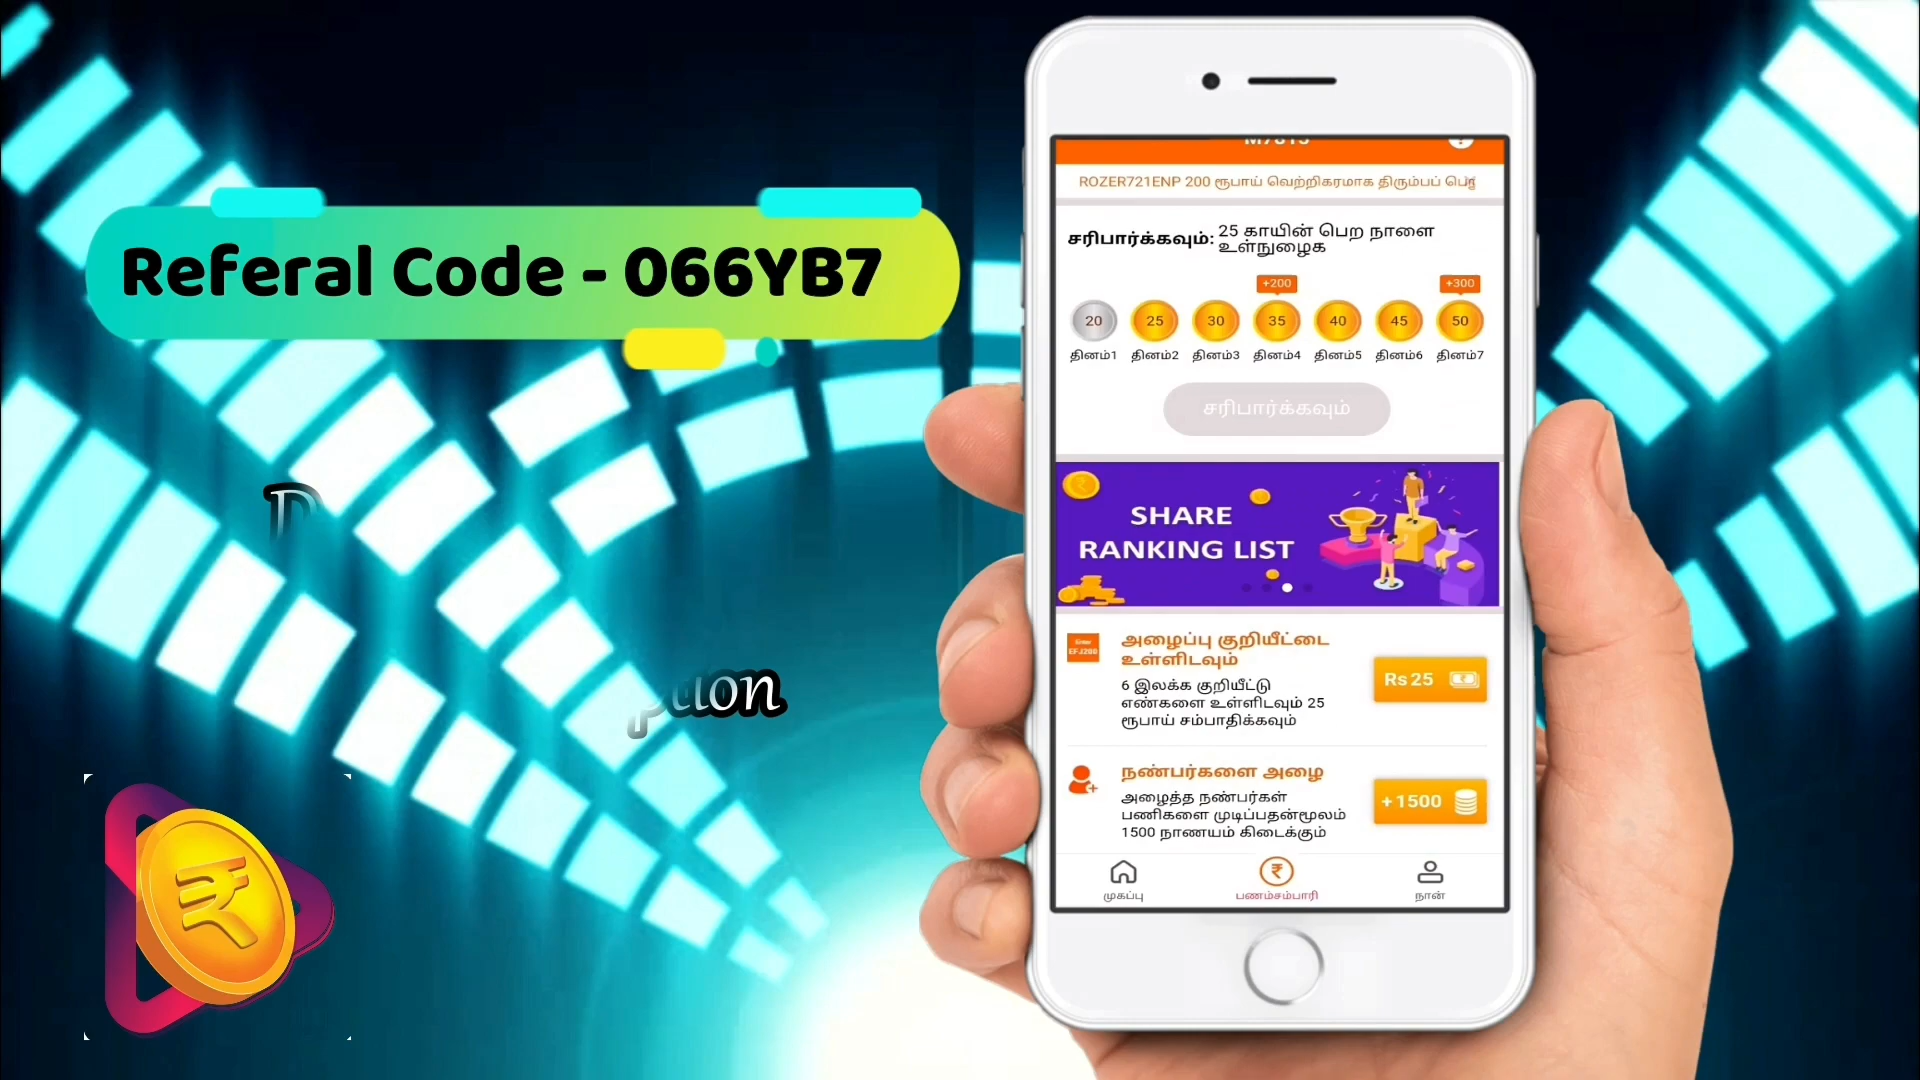 Referal Code - 066YB7
ROZER721ENP 200 ரூபாய் வெற்றிகரமாக திரும்பப்
சரிபார்க்கவும்: 25 காயின் பெற நாளை
உள்நுழைக
+200
+300
20 25 30 35 40 45 50
தினம்1 தினம்2 தினம்3 தினம்4 தினம்5 தினம்6 தினம்7
சரிபார்க்கவும்
SHARE
RANKING LIST
அழைப்பு குறியீட்டை
உள்ளிடவும்
Enter
EFJ200
6 இலக்க குறியீட்டு
எண்களை உள்ளிடவும் 25
ரூபாய் சம்பாதிக்கவும்
Rs 25
நண்பர்களை அழை
அழைத்த நண்பர்கள்
பணிகளை முடிப்பதன்மூலம்
1500 நாணயம் கிடைக்கும்
+1500
முகப்பு
பணம்சம்பாரி
நான்